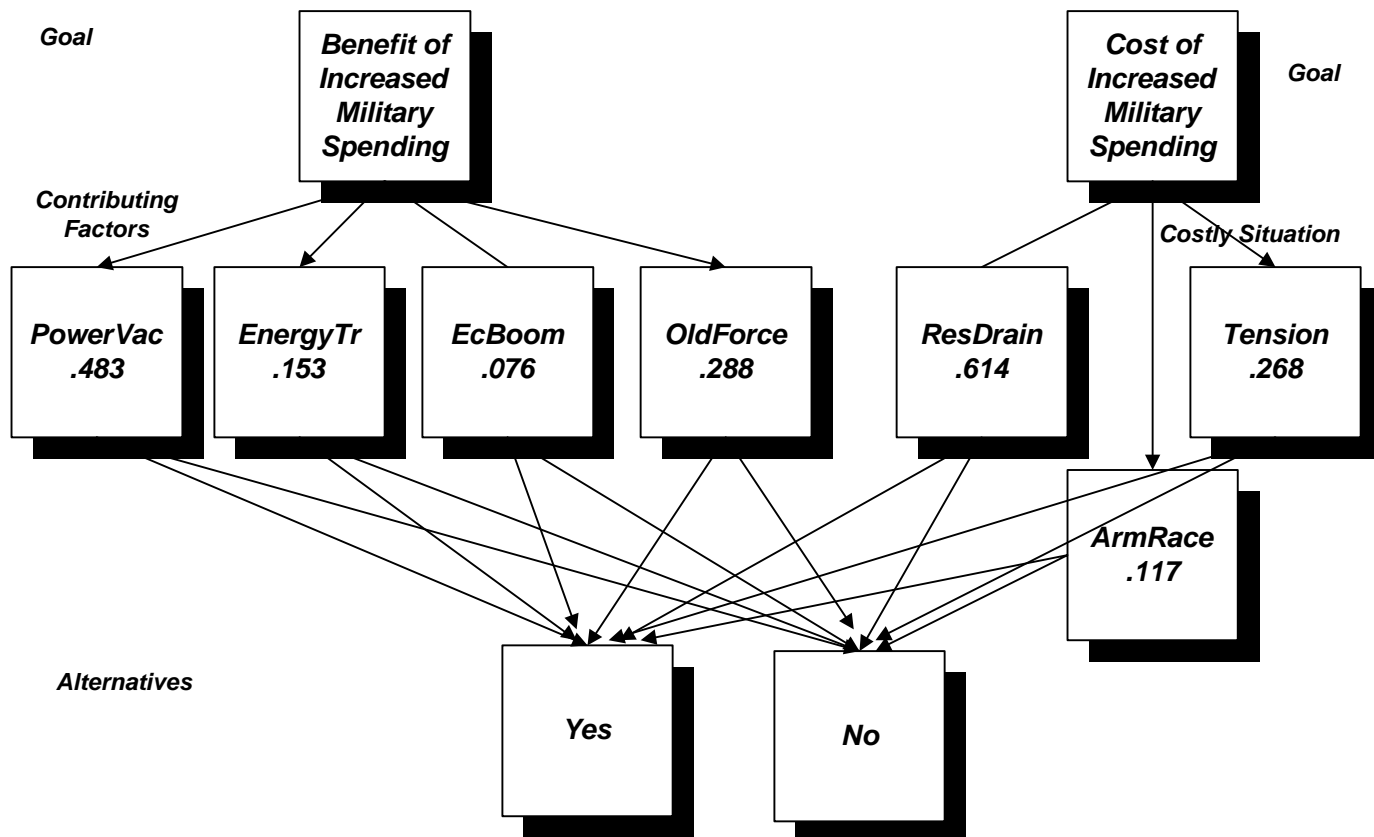 Goal
Benefit of
Increased
Military
Spending
Cost of
Increased
Military
Spending
Goal
Contributing
Factors
Costly Situation
PowerVac
.483
EnergyTr
.153
EcBoom
.076
OldForce
.288
ResDrain
.614
Tension
.268
ArmRace
.117
Alternatives
Yes
No